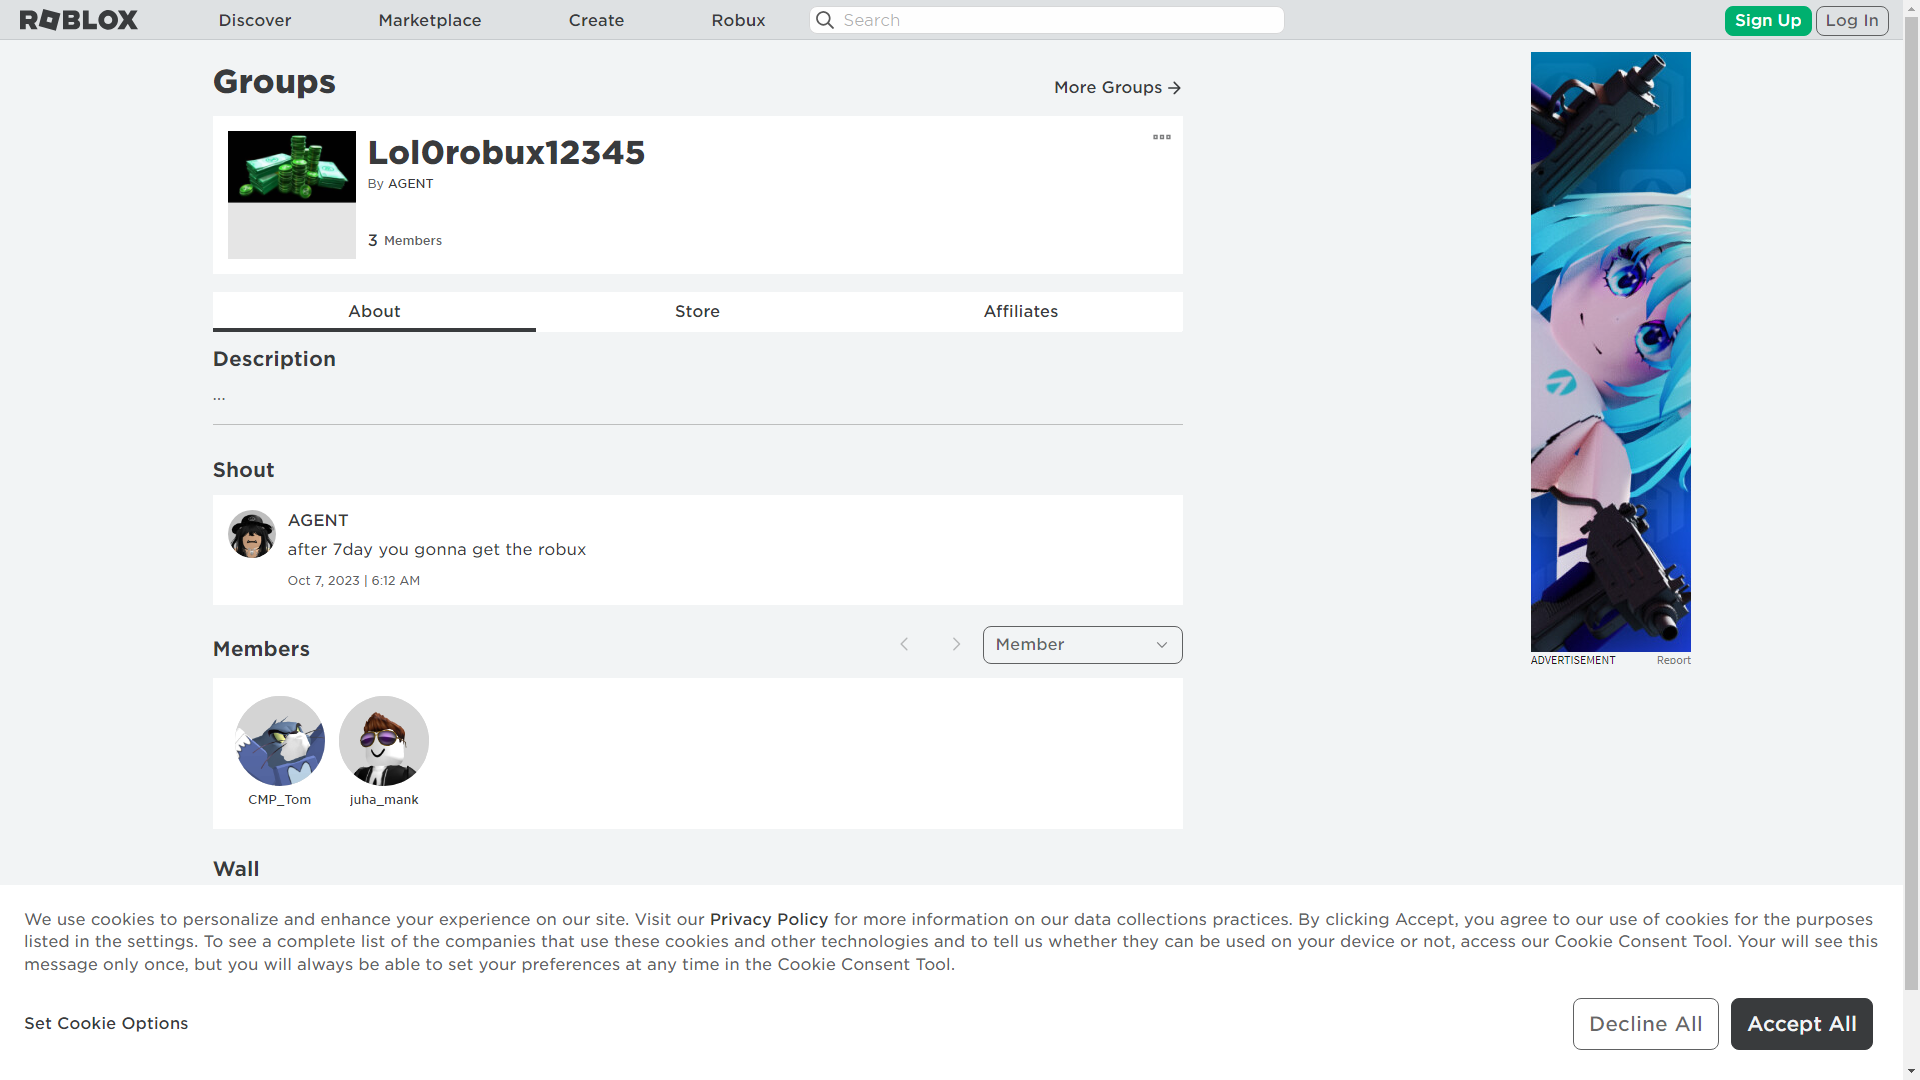 ROBLOX
Discover
Marketplace
Create
Robux
Search
Sign Up
Log In
Groups
More Groups
Lol0robux12345
By AGENT
3 Members
About
Store
Affiliates
Description
...
Shout
AGENT
after 7day you gonna get the robux
Oct 7, 2023 | 6:12 AM
Members
Member
CMP_Tom
juha_mank
ADVERTISEMENT
Report
Wall
We use cookies to personalize and enhance your experience on our site. Visit our Privacy Policy for more information on our data collections practices. By clicking Accept, you agree to our use of cookies for the purposes
listed in the settings. To see a complete list of the companies that use these cookies and other technologies and to tell us whether they can be used on your device or not, access our Cookie Consent Tool. Your will see this
message only once, but you will always be able to set your preferences at any time in the Cookie Consent Tool.
Set Cookie Options
Decline All
Accept All